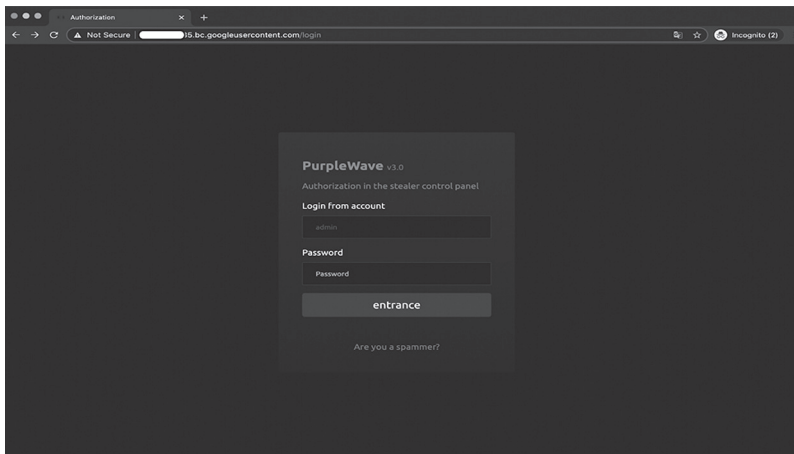 Authorization
Not Secure
35.bc.googleusercontent.com/login
Incognito (2)
PurpleWave v3.0
Authorization in the stealer control panel
Login from account
admin
Password
Password
entrance
Are you a spammer?